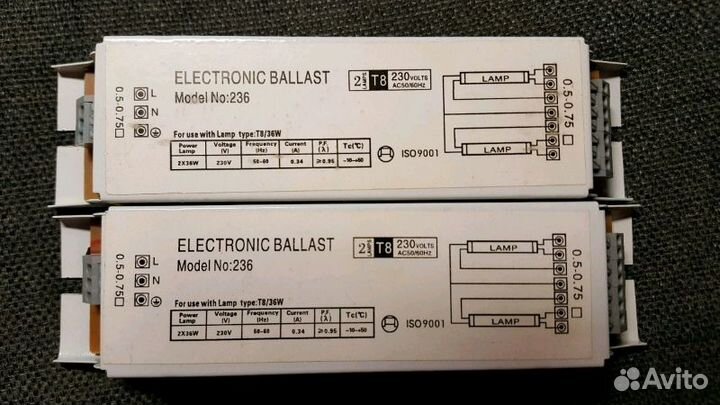 ELECTRONIC BALLAST
Model No:236
L
N
0.5-0.75
2 LAMPS T8 230VOLTS
AC50/60Hz
LAMP
LAMP
0.5-0.75
For use with Lamp type:T8/36W
Power Lamp Voltage (V) Frequency (Hz) Current (A) P.F. (λ) Tc(℃)
2X36W 230V 50-60 0.34 ≥0.95 -10→50
ISO9001
ELECTRONIC BALLAST
Model No:236
L
N
0.5-0.75
2 LAMPS T8 230VOLTS
AC50/60Hz
LAMP
LAMP
0.5-0.75
For use with Lamp type:T8/36W
Power Lamp Voltage (V) Frequency (Hz) Current (A) P.F. (λ) Tc(℃)
2X36W 230V 50-60 0.34 ≥0.95 -10→50
ISO9001
Avito